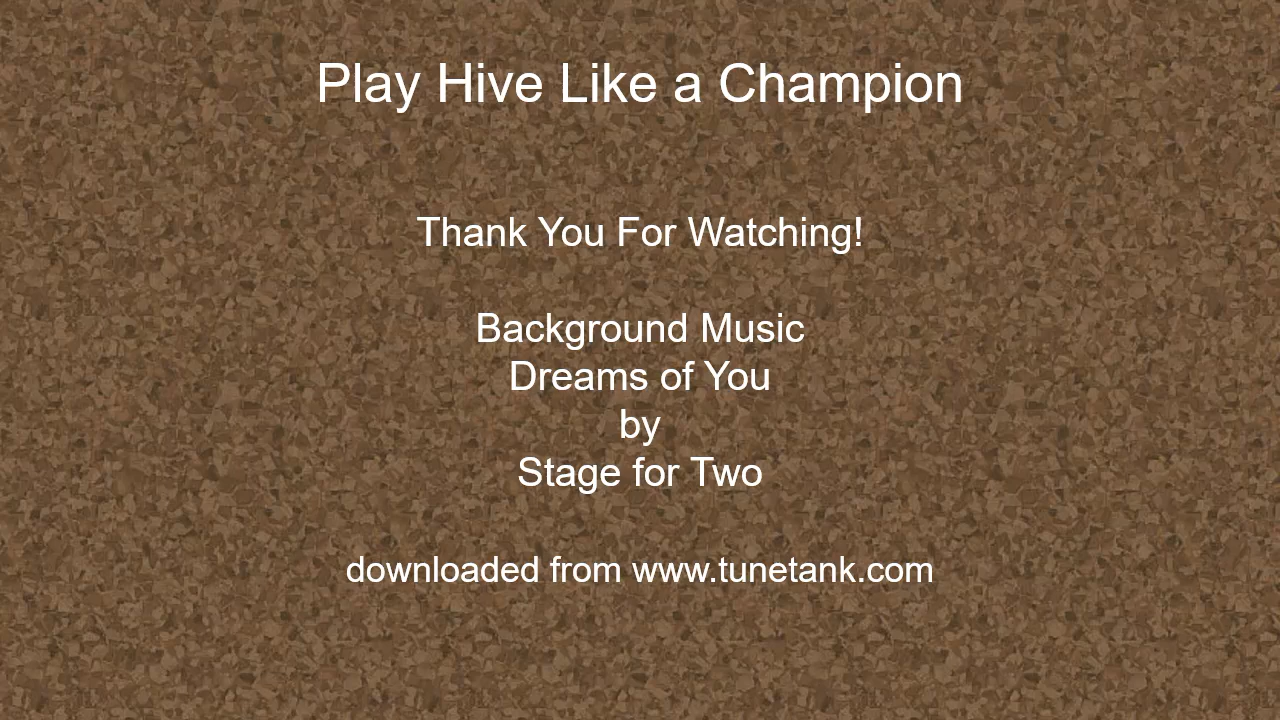 Play Hive Like a Champion
Thank You For Watching!
Background Music
Dreams of You
by
Stage for Two
downloaded from www.tunetank.com